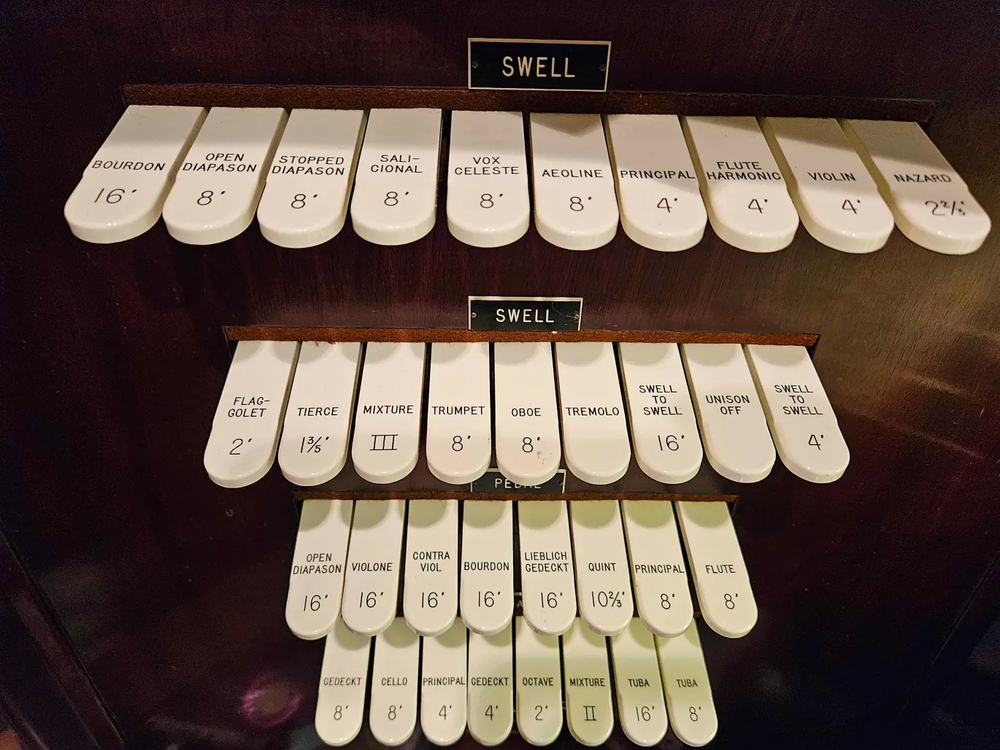 SWELL
BOURDON
16'
OPEN
DIAPASON
8'
STOPPED
DIAPASON
8'
SALI-
CIONAL
8'
VOX
CELESTE
8'
AEOLINE
8'
PRINCIPAL
4'
FLUTE
HARMONIC
4'
VIOLIN
4'
NAZARD
2⅔'
SWELL
FLAG-
GOLET
2'
TIERCE
1⅗'
MIXTURE
III
TRUMPET
8'
OBOE
8'
TREMOLO
SWELL
TO
SWELL
16'
UNISON
OFF
SWELL
TO
SWELL
4'
PEDAL
OPEN
DIAPASON
16'
VIOLONE
16'
CONTRA
VIOL
16'
BOURDON
16'
LIEBLICH
GEDECKT
16'
QUINT
10⅔'
PRINCIPAL
8'
FLUTE
8'
GEDECKT
8'
CELLO
8'
PRINCIPAL
4'
GEDECKT
4'
OCTAVE
2'
MIXTURE
II
TUBA
16'
TUBA
8'